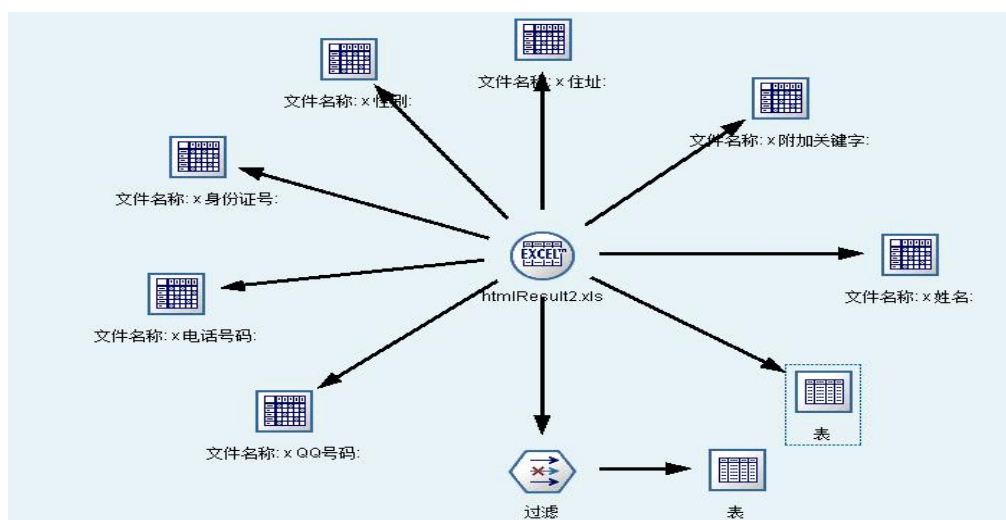 文件名称: x 住址:
文件名称: x 性别:
文件名称: x 附加关键字:
文件名称: x 身份证号:
EXCEL™
htmlResult2.xls
文件名称: x 姓名:
文件名称: x 电话号码:
表
文件名称: x QQ号码:
过滤
表